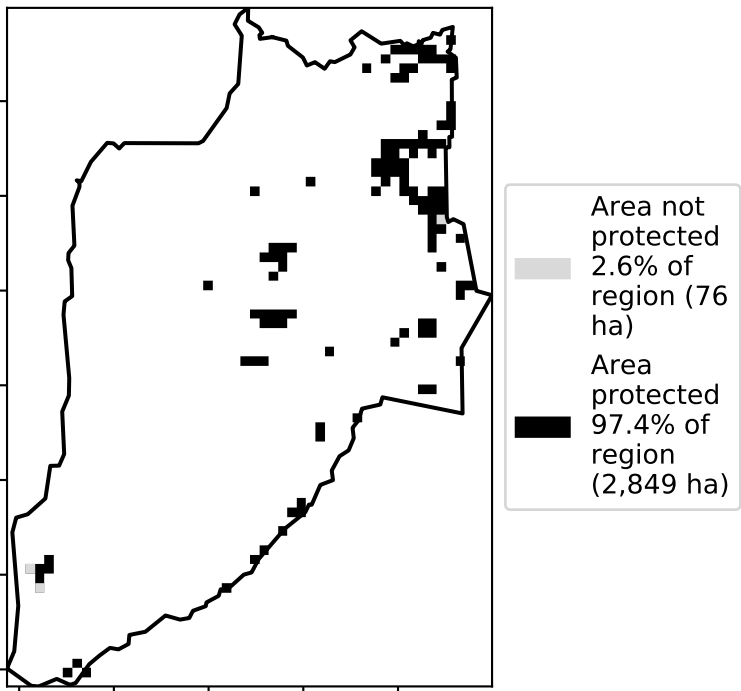 Area not
protected
2.6% of
region (76
ha)
Area
protected
97.4% of
region
(2,849 ha)